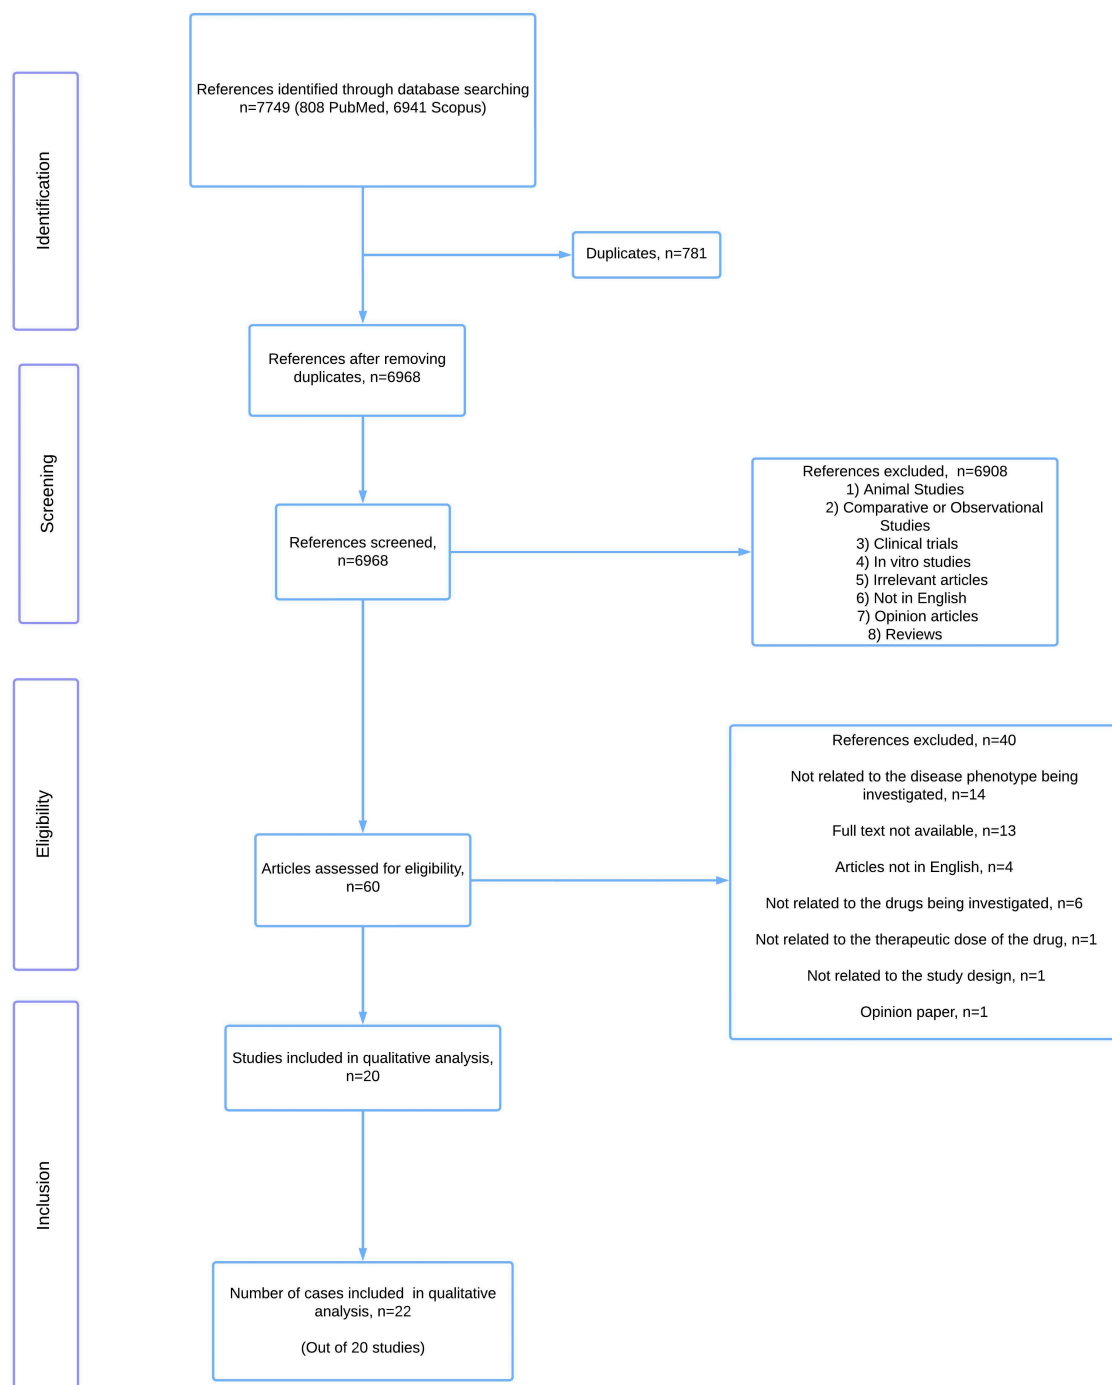 Identification
References identified through database searching
n=7749 (808 PubMed, 6941 Scopus)
Duplicates, n=781
References after removing
duplicates, n=6968
Screening
References screened,
n=6968
References excluded,  n=6908
1) Animal Studies
2) Comparative or Observational
Studies
3) Clinical trials
4) In vitro studies
5) Irrelevant articles
6) Not in English
7) Opinion articles
8) Reviews
Eligibility
Articles assessed for eligibility,
n=60
References excluded, n=40
Not related to the disease phenotype being
investigated, n=14
Full text not available, n=13
Articles not in English, n=4
Not related to the drugs being investigated, n=6
Not related to the therapeutic dose of the drug, n=1
Not related to the study design, n=1
Opinion paper, n=1
Inclusion
Studies included in qualitative analysis,
n=20
Number of cases included  in qualitative
analysis, n=22
(Out of 20 studies)